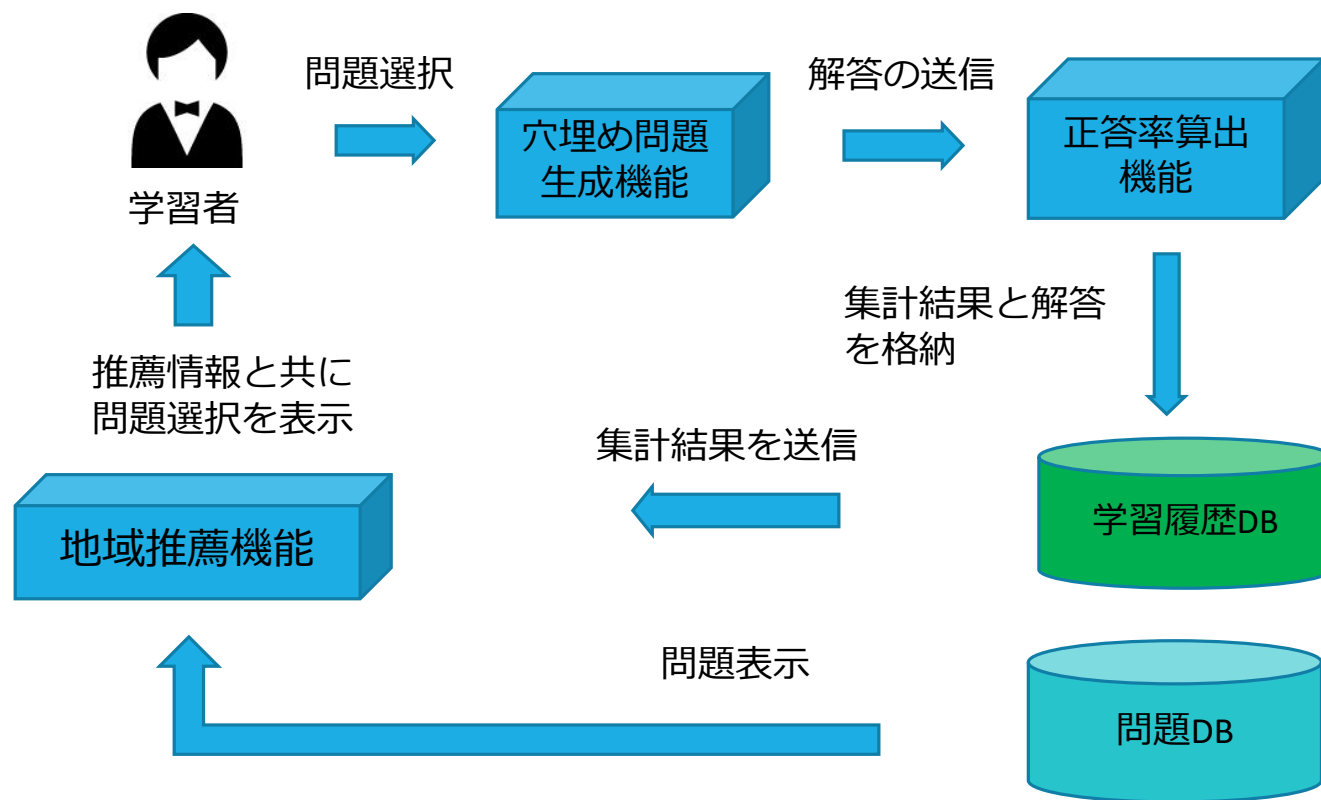 問題選択
解答の送信
穴埋め問題
生成機能
正答率算出
機能
学習者
集計結果と解答
を格納
推薦情報と共に
問題選択を表示
集計結果を送信
地域推薦機能
学習履歴DB
問題表示
問題DB